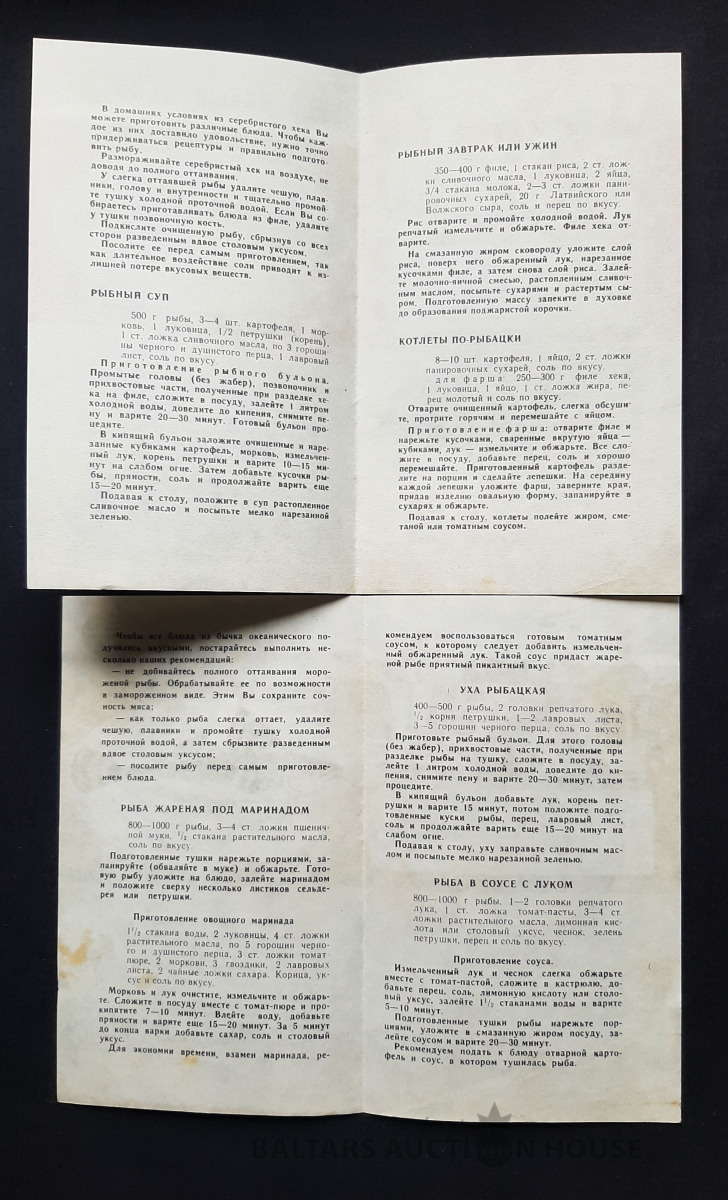 В домашних условиях из серебристого хека Вы
можете приготовить различные блюда. Чтобы каж-
дое из них доставило удовольствие, нужно точно
придерживаться рецептуры и правильно подгото-
вить рыбу.
Размораживайте серебристый хек на воздухе, не
доводя до полного оттаивания.
У слегка оттаявшей рыбы удалите чешую, плав-
ники, голову и внутренности и тщательно промой-
те тушку холодной проточной водой. Если Вы со-
бираетесь приготавливать блюда из филе, удалите
у тушки позвоночную кость.
Подкислите очищенную рыбу, сбрызнув со всех
сторон разведенным вдвое столовым уксусом.
Посолите ее перед самым приготовлением, так
как длительное воздействие соли приводит к из-
лишней потере вкусовых веществ.
РЫБНЫЙ СУП
500 г рыбы, 3—4 шт. картофеля, 1 мор-
ковь, 1 луковица, 1/2 петрушки (корень),
1 ст. ложка сливочного масла, по 3 гороши-
ны черного и душистого перца, 1 лавровый
лист, соль по вкусу.
Приготовление рыбного бульона.
Промытые головы (без жабер), позвоночник и
прихвостовые части, полученные при разделке хе-
ка на филе, сложите в посуду, залейте 1 литром
холодной воды, доведите до кипения, снимите пе-
ну и варите 20—30 минут. Готовый бульон про-
цедите.
В кипящий бульон заложите очищенные и наре-
занные кубиками картофель, морковь, измельчен-
ный лук, корень петрушки и варите 10—15 ми-
нут на слабом огне. Затем добавьте кусочки ры-
бы, пряности, соль и продолжайте варить еще
15—20 минут.
Подавая к столу, положите в суп растопленное
сливочное масло и посыпьте мелко нарезанной
зеленью.
РЫБНЫЙ ЗАВТРАК ИЛИ УЖИН
350—400 г филе, 1 стакан риса, 2 ст. лож-
ки сливочного масла, 1 луковица, 2 яйца,
3/4 стакана молока, 2—3 ст. ложки пани-
ровочных сухарей, 20 г Латвийского или
Волжского сыра, соль и перец по вкусу.
Рис отварите и промойте холодной водой. Лук
репчатый измельчите и обжарьте. Филе хека от-
варите.
На смазанную жиром сковороду уложите слой
риса, поверх него обжаренный лук, нарезанное
кусочками филе, а затем снова слой риса. Залей-
те молочно-яичной смесью, растопленным сливоч-
ным маслом, посыпьте сухарями и растертым сы-
ром. Подготовленную массу запеките в духовке
до образования поджаристой корочки.
КОТЛЕТЫ ПО-РЫБАЦКИ
8—10 шт. картофеля, 1 яйцо, 2 ст. ложки
панировочных сухарей, соль по вкусу.
для фарша: 250—300 г филе хека,
1 луковица, 1 яйцо, 1 ст. ложка жира, пе-
рец молотый и соль по вкусу.
Отварите очищенный картофель, слегка обсуши-
те, протрите горячим и перемешайте с яйцом.
Приготовление фарша: отварите филе и
нарежьте кусочками, сваренные вкрутую яйца —
кубиками, лук — измельчите и обжарьте. Все сло-
жите в посуду, добавьте перец, соль и хорошо
перемешайте. Приготовленный картофель разде-
лите на порции и сделайте лепешки. На середину
каждой лепешки уложите фарш, заверните края,
придав изделию овальную форму, запанируйте в
сухарях и обжарьте.
Подавая к столу, котлеты полейте жиром, сме-
таной или томатным соусом.
Чтобы все блюда из бычка океанического по-
лучились вкусными, постарайтесь выполнить не-
сколько наших рекомендаций:
— не добивайтесь полного оттаивания моро-
женой рыбы. Обрабатывайте ее по возможности
в замороженном виде. Этим Вы сохраните соч-
ность мяса;
— как только рыба слегка оттает, удалите
чешую, плавники и промойте тушку холодной
проточной водой, а затем сбрызните разведенным
вдвое столовым уксусом;
— посолите рыбу перед самым приготовле-
нием блюда.
РЫБА ЖАРЕНАЯ ПОД МАРИНАДОМ
800—1000 г рыбы, 3—4 ст ложки пшенич-
ной муки, 1/2 стакана растительного масла,
соль по вкусу.
Подготовленные тушки нарежьте порциями, за-
панируйте (обваляйте в муке) и обжарьте. Гото-
вую рыбу уложите на блюдо, залейте маринадом
и положите сверху несколько листиков сельде-
рея или петрушки.
Приготовление овощного маринада
1 1/2 стакана воды, 2 луковицы, 4 ст. ложки
растительного масла, по 5 горошин черно-
го и душистого перца, 3 ст. ложки томат-
пюре, 2 моркови, 3 гвоздики, 2 лавровых
листа, 2 чайные ложки сахара. Корица, ук-
сус и соль по вкусу.
Морковь и лук очистите, измельчите и обжарь-
те. Сложите в посуду вместе с томат-пюре и про-
кипятите 7—10 минут. Влейте воду, добавьте
пряности и варите еще 15—20 минут. За 5 минут
до конца варки добавьте сахар, соль и столовый
уксус.
Для экономии времени, взамен маринада, ре-
комендуем воспользоваться готовым томатным
соусом, к которому следует добавить измельчен-
ный обжаренный лук. Такой соус придаст жаре-
ной рыбе приятный пикантный вкус.
УХА РЫБАЦКАЯ
400—500 г рыбы, 2 головки репчатого лука,
1/2 корня петрушки, 1—2 лавровых листа,
3—5 горошин черного перца, соль по вкусу
Приготовьте рыбный бульон. Для этого головы
(без жабер), прихвостовые части, полученные при
разделке рыбы на тушку, сложите в посуду, за-
лейте 1 литром холодной воды, доведите до ки-
пения, снимите пену и варите 20—30 минут, затем
процедите.
В кипящий бульон добавьте лук, корень пет-
рушки и варите 15 минут, потом положите подго-
товленные куски рыбы, перец, лавровый лист,
соль и продолжайте варить еще 15—20 минут на
слабом огне.
Подавая к столу, уху заправьте сливочным мас-
лом и посыпьте мелко нарезанной зеленью.
РЫБА В СОУСЕ С ЛУКОМ
800—1000 г рыбы, 1—2 головки репчатого
лука, 1 ст. ложка томат-пасты, 3—4 ст.
ложки растительного масла, лимонная кис-
лота или столовый уксус, чеснок, зелень
петрушки, перец и соль по вкусу.
Приготовление соуса.
Измельченный лук и чеснок слегка обжарьте
вместе с томат-пастой, сложите в кастрюлю, до-
бавьте перец, соль, лимонную кислоту или столо-
вый уксус, залейте 1 1/2 стаканами воды и варите
5—10 минут.
Подготовленные тушки рыбы нарежьте пор-
циями, уложите в смазанную жиром посуду, за-
лейте соусом и варите 20—30 минут.
Рекомендуем подать к блюду отварной карто-
фель и соус, в котором тушилась рыба.
BALTARS AUCTION HOUSE